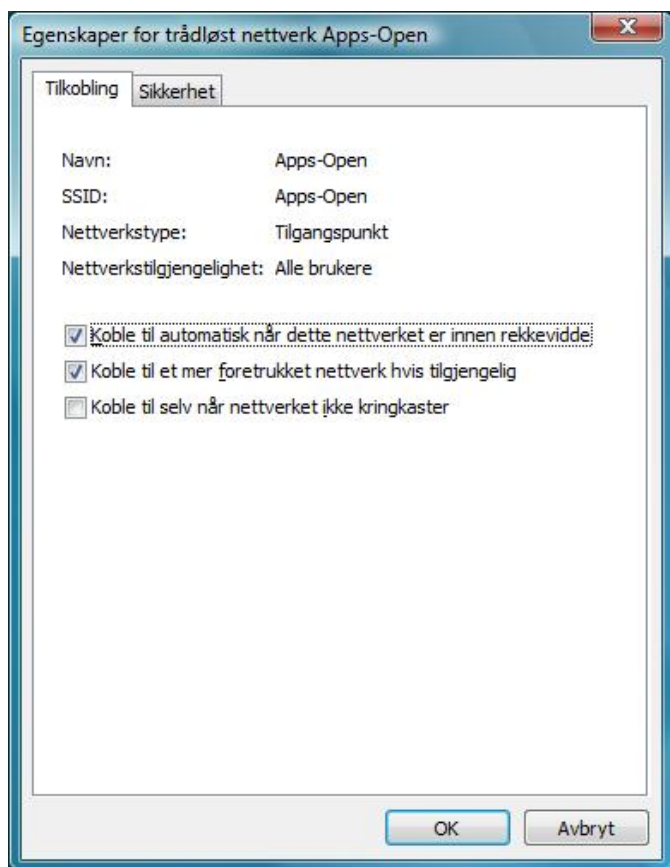 Egenskaper for trådløst nettverk Apps-Open
Tilkobling Sikkerhet
Navn: Apps-Open
SSID: Apps-Open
Nettverkstype: Tilgangspunkt
Nettverkstilgjengelighet: Alle brukere
Koble til automatisk når dette nettverket er innen rekkevidde
Koble til et mer foretrukket nettverk hvis tilgjengelig
Koble til selv når nettverket ikke kringkaster
OK Avbryt